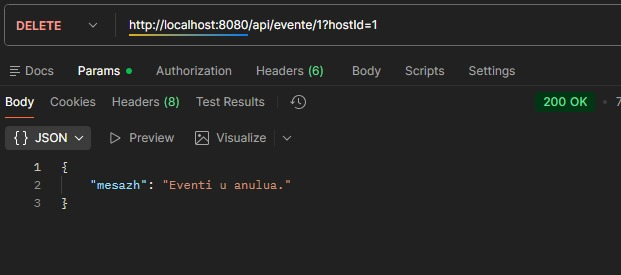 DELETE http://localhost:8080/api/evente/1?hostId=1
Docs Params Authorization Headers (6) Body Scripts Settings
Body Cookies Headers (8) Test Results 200 OK
{} JSON Preview Visualize
1 {
2 "mesazh": "Eventi u anulua."
3 }